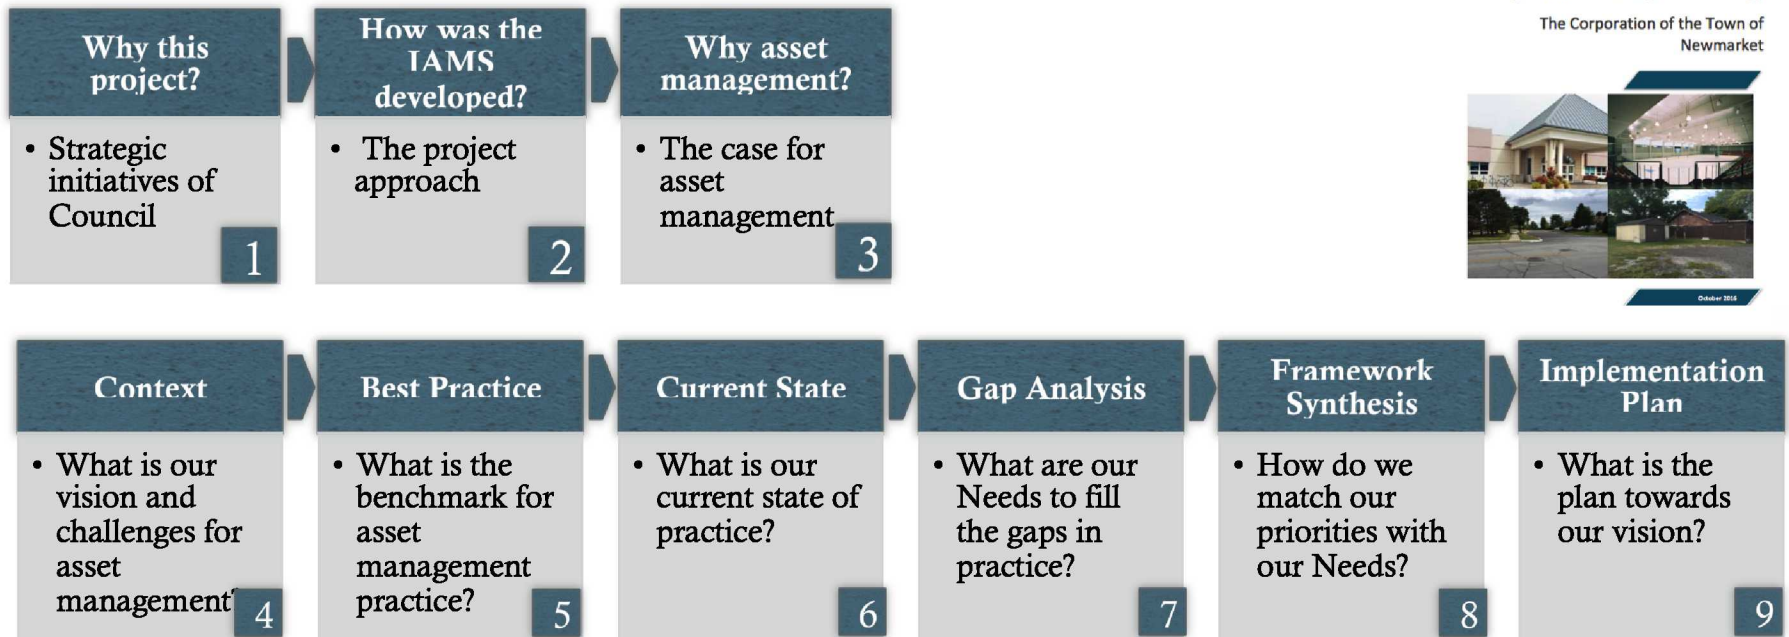 Why this
project?
• Strategic
initiatives of
Council
1
How was the
IAMS
developed?
• The project
approach
2
Why asset
management?
• The case for
asset
management
3
The Corporation of the Town of
Newmarket
October 2018
Context
• What is our
vision and
challenges for
asset
management?
4
Best Practice
• What is the
benchmark for
asset
management
practice?
5
Current State
• What is our
current state of
practice?
6
Gap Analysis
• What are our
Needs to fill
the gaps in
practice?
7
Framework
Synthesis
• How do we
match our
priorities with
our Needs?
8
Implementation
Plan
• What is the
plan towards
our vision?
9